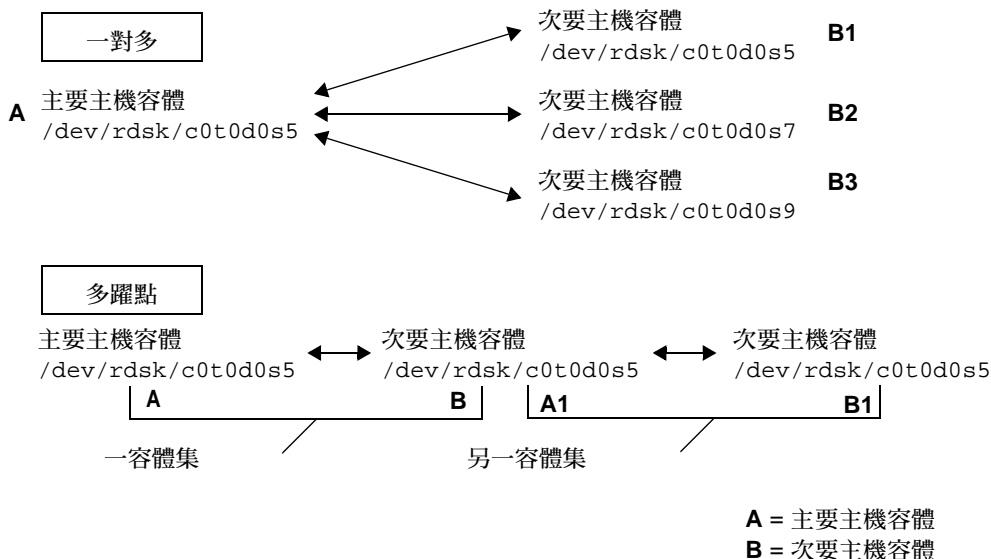 一對多
次要主機容體
/dev/rdsk/c0t0d0s5
B1
A
主要主機容體
/dev/rdsk/c0t0d0s5
次要主機容體
/dev/rdsk/c0t0d0s7
B2
次要主機容體
/dev/rdsk/c0t0d0s9
B3
多躍點
主要主機容體
/dev/rdsk/c0t0d0s5
次要主機容體
/dev/rdsk/c0t0d0s5
次要主機容體
/dev/rdsk/c0t0d0s5
A
B
A1
B1
一容體集
另一容體集
A = 主要主機容體
B = 次要主機容體